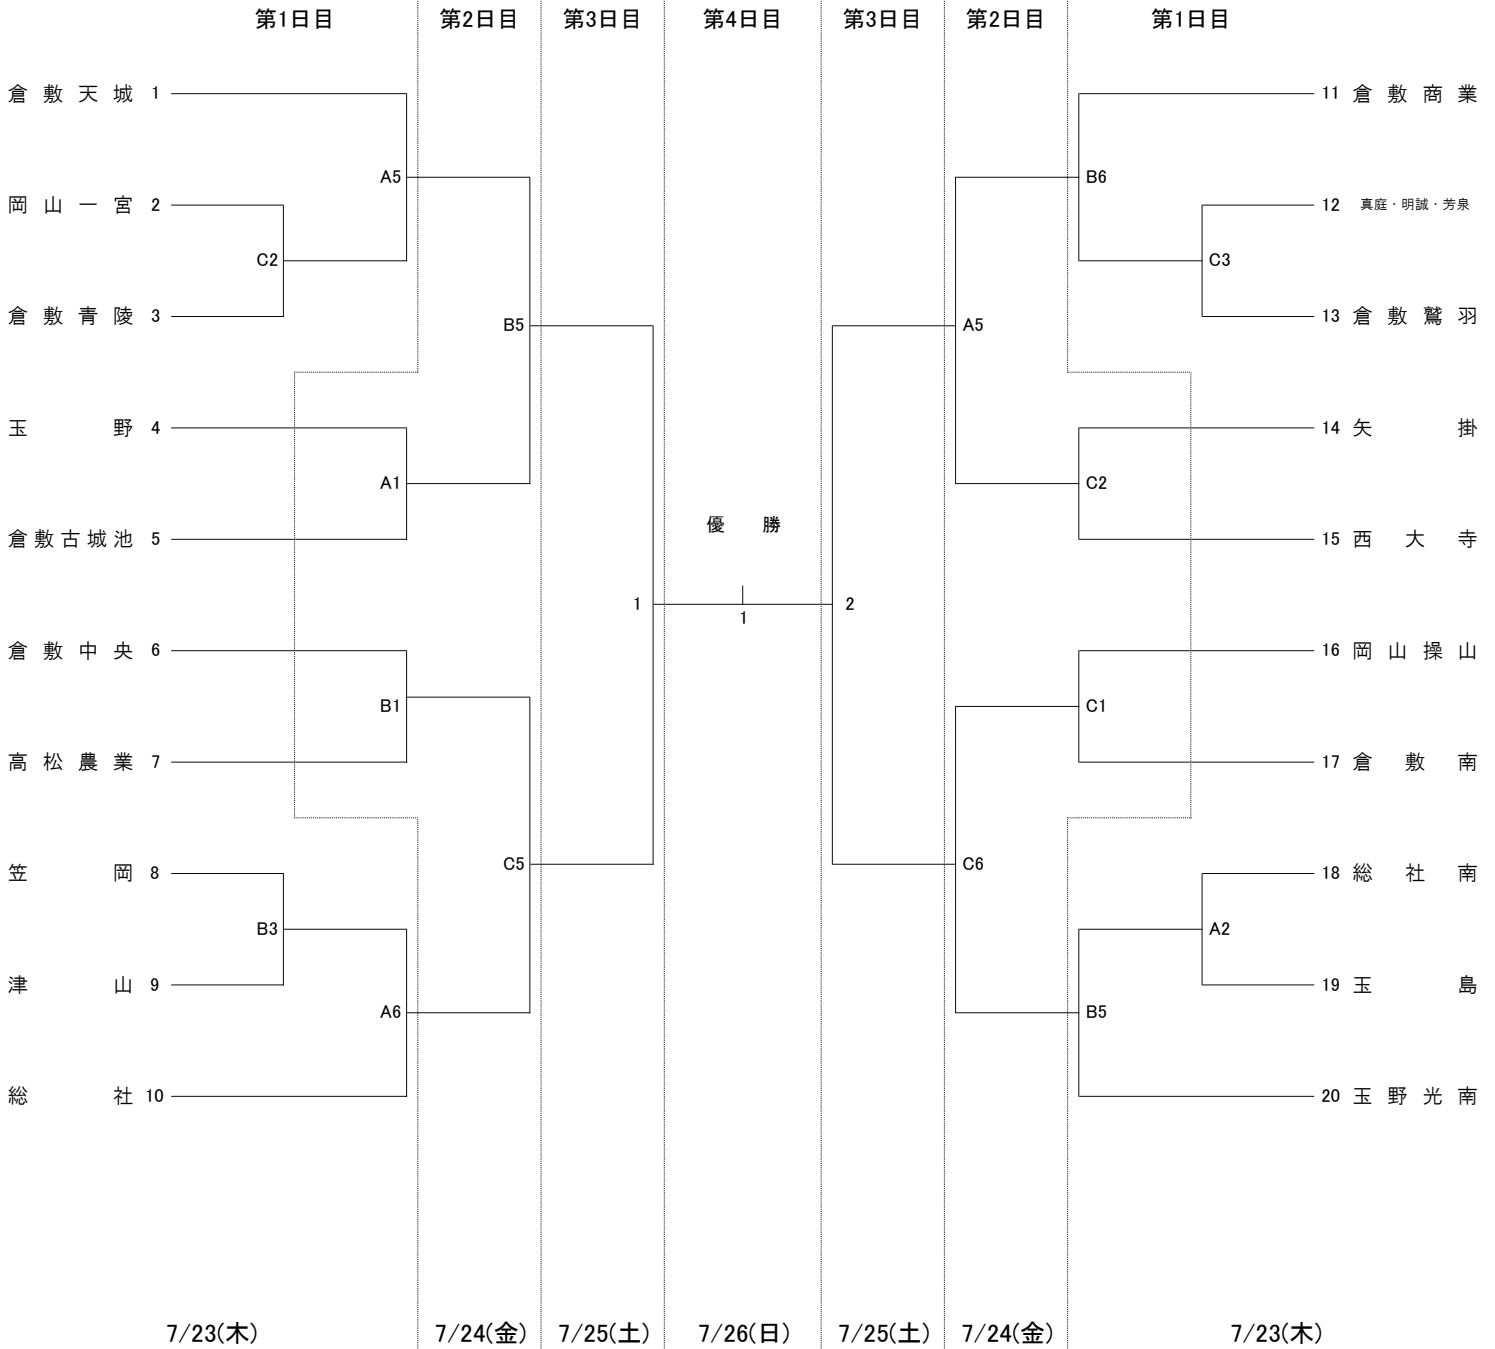 第1日目 第2日目 第3日目 第4日目 第3日目 第2日目 第1日目
倉敷天城 1
11 倉敷商業
A5
B6
岡山一宮 2
12 真庭・明誠・芳泉
C2
C3
倉敷青陵 3
13 倉敷鷲羽
B5
A5
玉野 4
14 矢掛
A1
C2
優勝
倉敷古城池 5
15 西大寺
1
1
2
倉敷中央 6
16 岡山操山
B1
C1
高松農業 7
17 倉敷南
C5
C6
笠岡 8
18 総社南
B3
A2
津山 9
19 玉島
A6
B5
総社 10
20 玉野光南
7/23(木) 7/24(金) 7/25(土) 7/26(日) 7/25(土) 7/24(金) 7/23(木)